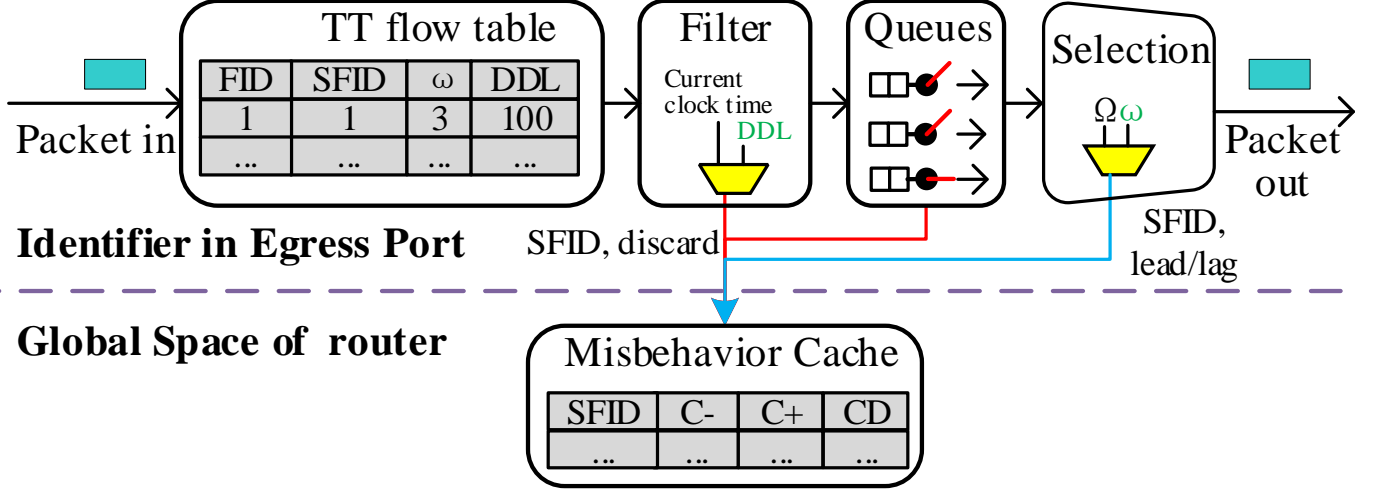 TT flow table
FID SFID ω DDL
1 1 3 100
... ... ... ...
Packet in
Filter
Current
clock time
DDL
Queues
Selection
Ω ω
Packet
out
Identifier in Egress Port
SFID, discard
SFID,
lead/lag
Global Space of router
Misbehavior Cache
SFID C- C+ CD
... ... ... ...